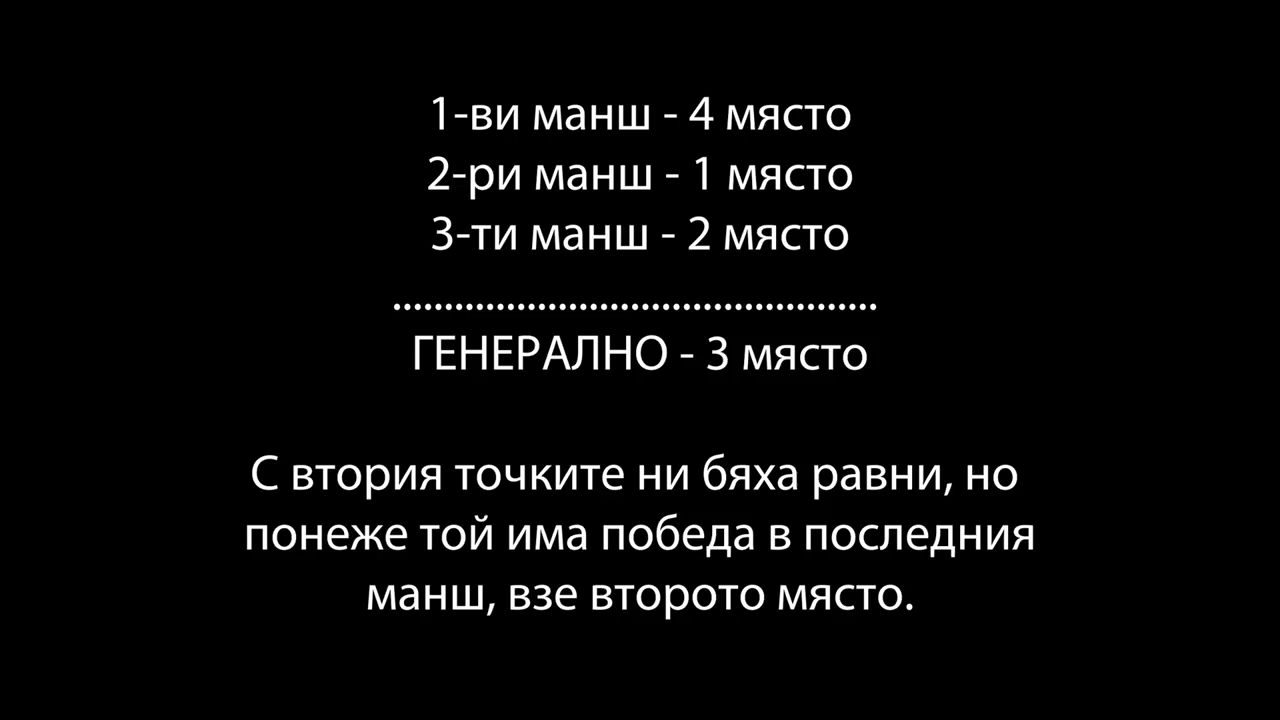 1-ви манш - 4 място
2-ри манш - 1 място
3-ти манш - 2 място
...............................................
ГЕНЕРАЛНО - 3 място
С втория точките ни бяха равни, но
понеже той има победа в последния
манш, взе второто място.